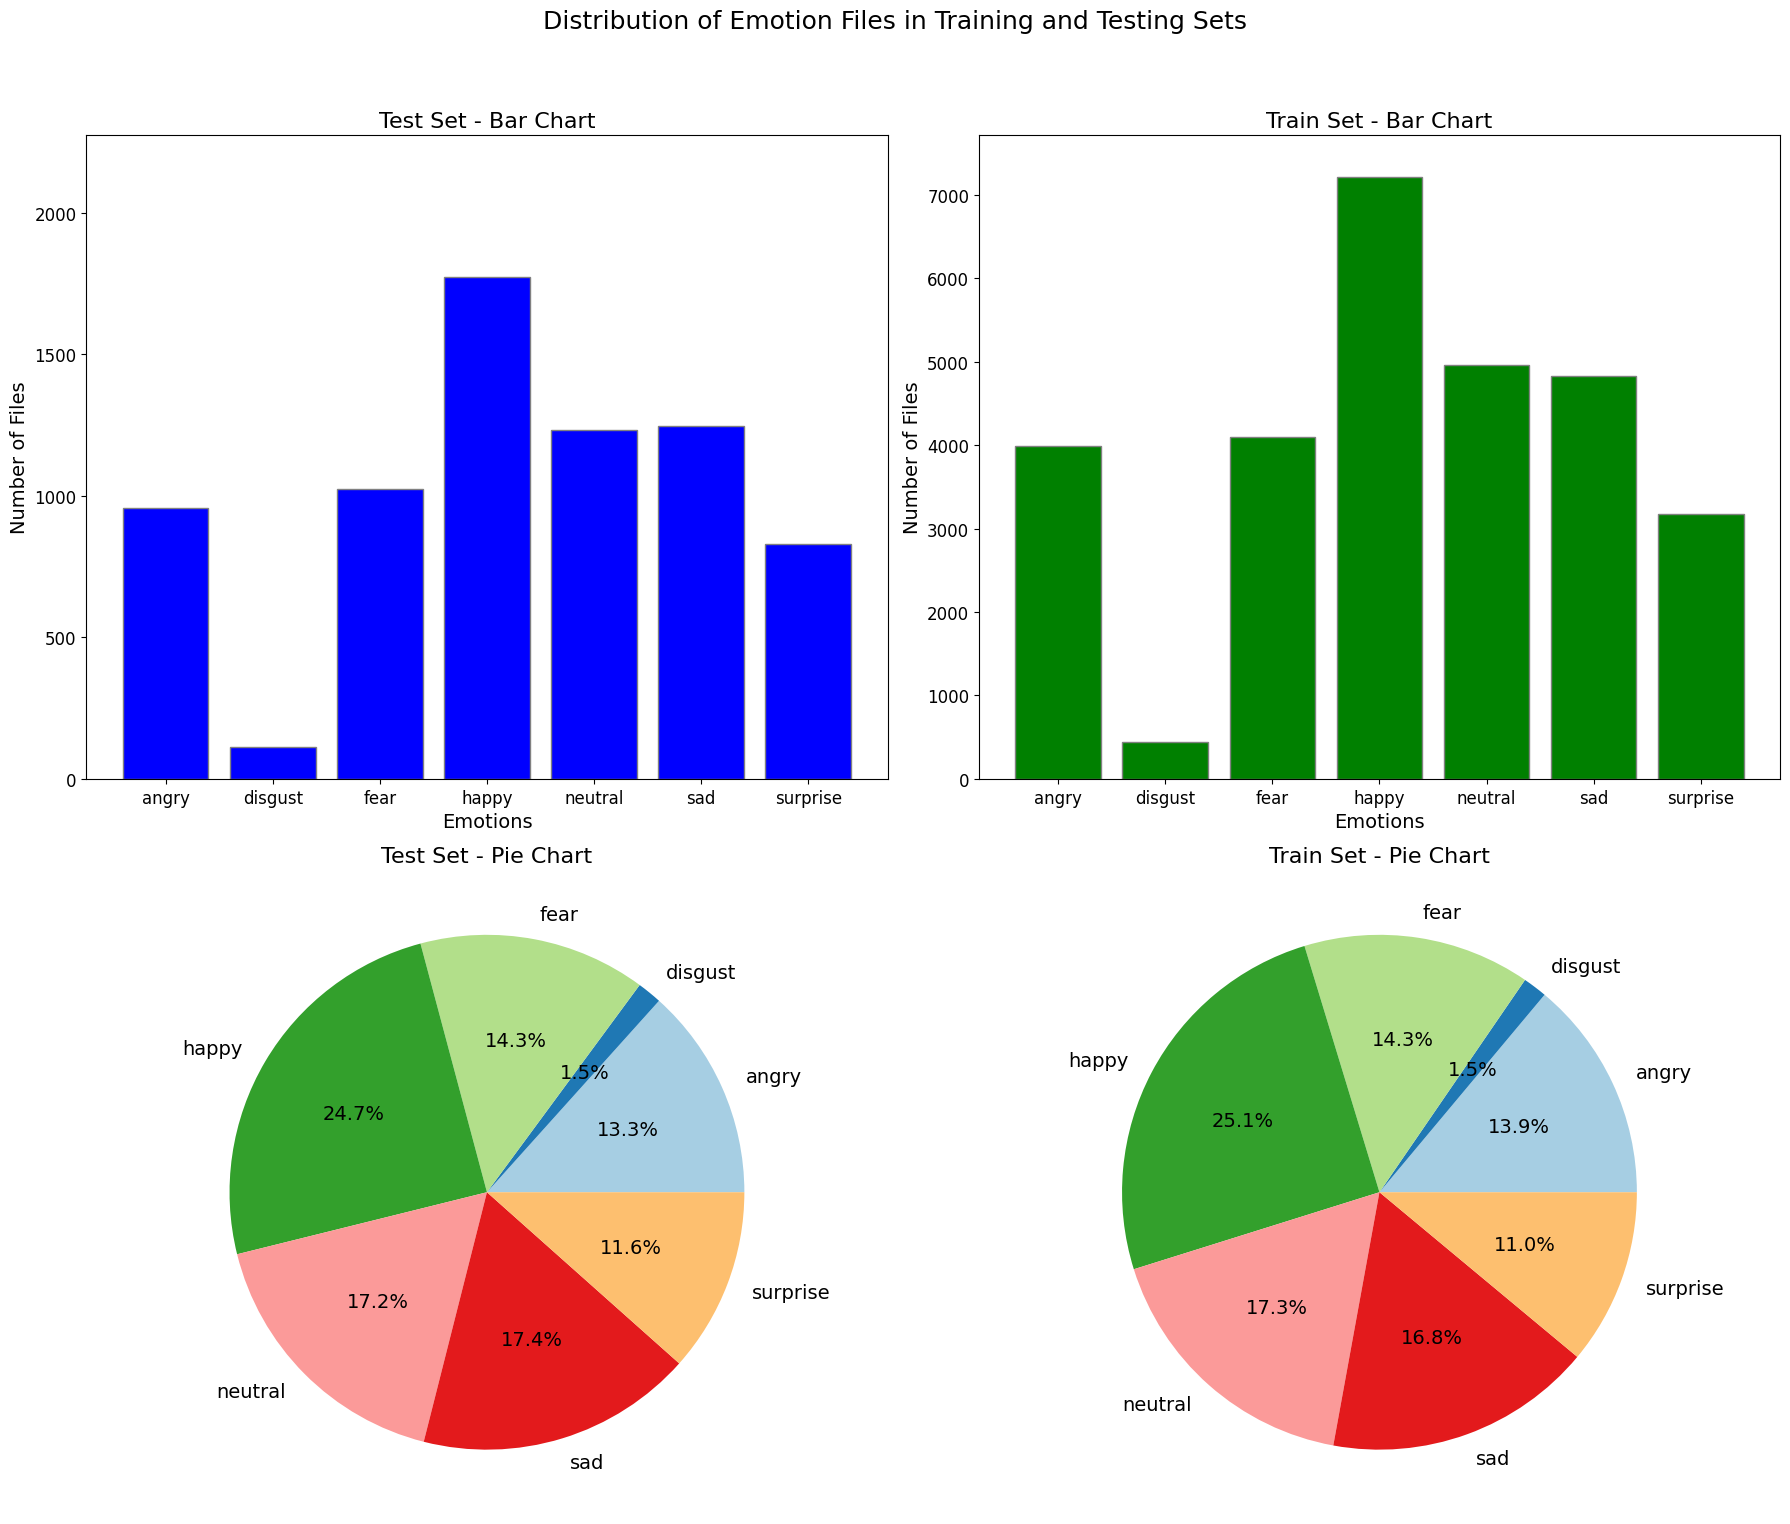 Distribution of Emotion Files in Training and Testing Sets
Test Set - Bar Chart
Number of Files
2000
1500
1000
500
0
angry disgust fear happy neutral sad surprise
Emotions
Train Set - Bar Chart
Number of Files
7000
6000
5000
4000
3000
2000
1000
0
angry disgust fear happy neutral sad surprise
Emotions
Test Set - Pie Chart
fear
disgust
angry
happy
neutral
sad
surprise
14.3%
1.5%
13.3%
24.7%
17.2%
17.4%
11.6%
Train Set - Pie Chart
fear
disgust
angry
happy
neutral
sad
surprise
14.3%
1.5%
13.9%
25.1%
17.3%
16.8%
11.0%